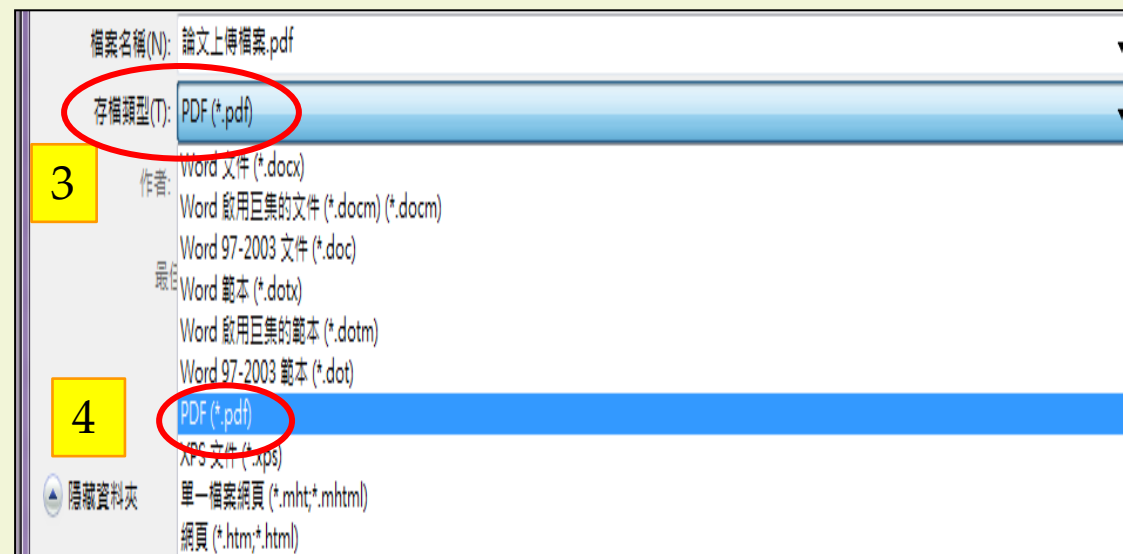 檔案名稱(N): 論文上傳檔案.pdf
存檔類型(T): PDF (*.pdf)
3
作者:
Word 文件 (*.docx)
Word 啟用巨集的文件 (*.docm) (*.docm)
Word 97-2003 文件 (*.doc)
最
Word 範本 (*.dotx)
Word 啟用巨集的範本 (*.dotm)
Word 97-2003 範本 (*.dot)
4
PDF (*.pdf)
XPS 文件 (*.xps)
隱藏資料夾
單一檔案網頁 (*.mht;*.mhtml)
網頁 (*.htm;*.html)